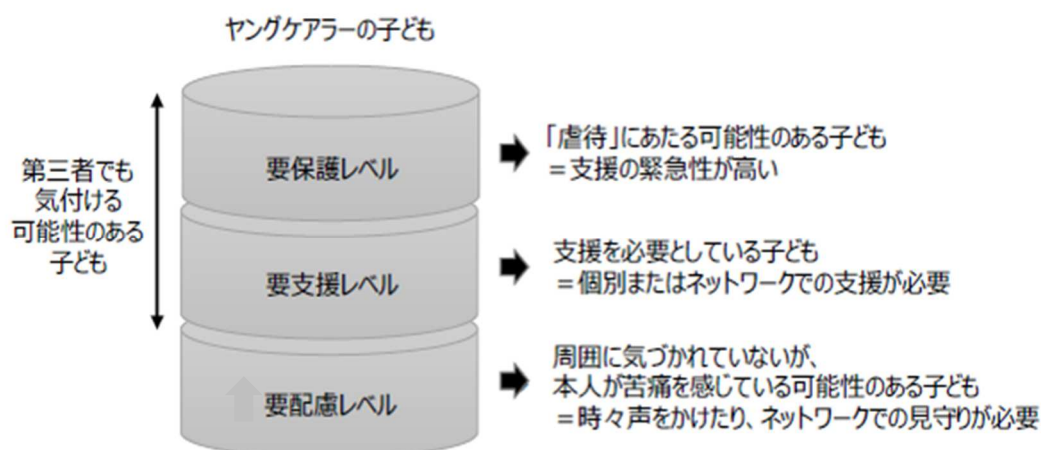 ヤングケアラーの子ども
第三者でも
気付ける
可能性のある
子ども
要保護レベル
「虐待」にあたる可能性のある子ども
＝支援の緊急性が高い
要支援レベル
支援を必要としている子ども
＝個別またはネットワークでの支援が必要
要配慮レベル
周囲に気づかれていないが、
本人が苦痛を感じている可能性のある子ども
＝時々声をかけたり、ネットワークでの見守りが必要